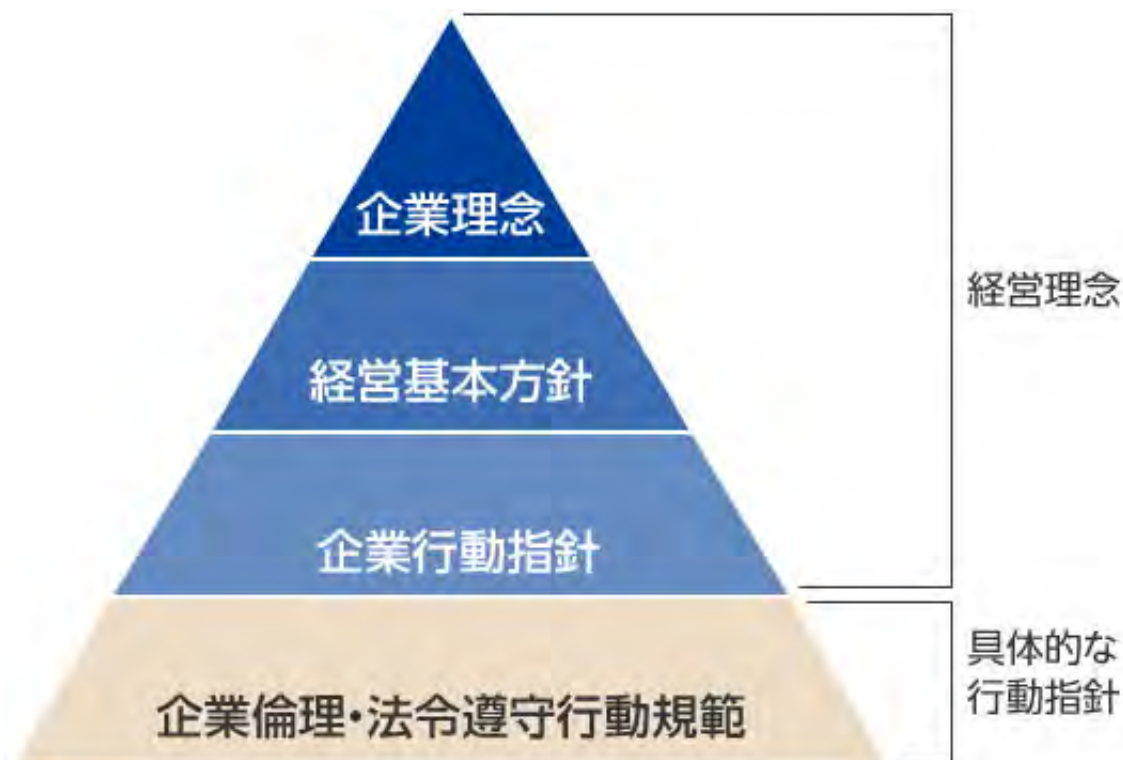 企業理念
経営基本方針
企業行動指針
企業倫理・法令遵守行動規範
経営理念
具体的な
行動指針